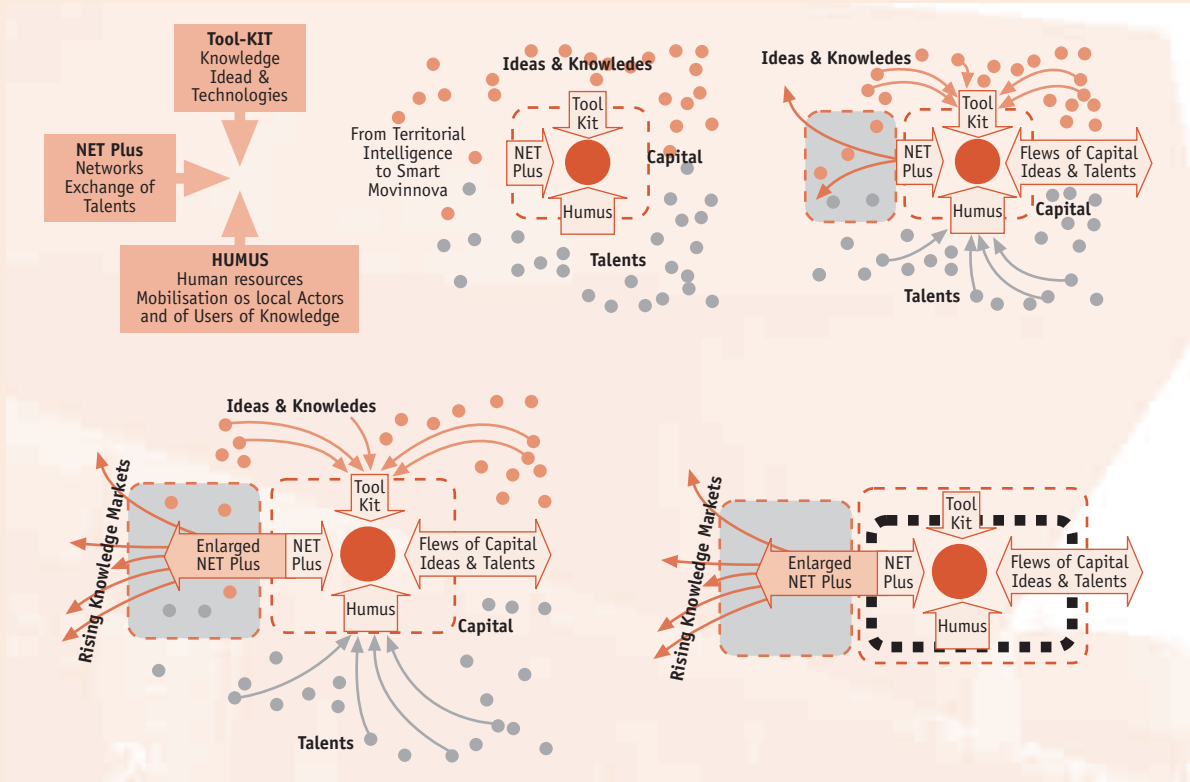 Tool-KIT
Knowledge
Idead &
Technologies
NET Plus
Networks
Exchange of
Talents
HUMUS
Human resources
Mobilisation os local Actors
and of Users of Knowledge
Ideas & Knowledes
Tool
Kit
From Territorial
Intelligence
to Smart
Movinnova
NET
Plus
Capital
Humus
Talents
Ideas & Knowledes
Tool
Kit
NET
Plus
Flews of Capital
Ideas & Talents
Humus
Capital
Talents
Ideas & Knowledes
Rising Knowledge Markets
Tool
Kit
Enlarged
NET Plus
NET
Plus
Flews of Capital
Ideas & Talents
Humus
Capital
Talents
Rising Knowledge Markets
Tool
Kit
Enlarged
NET Plus
NET
Plus
Flews of Capital
Ideas & Talents
Humus